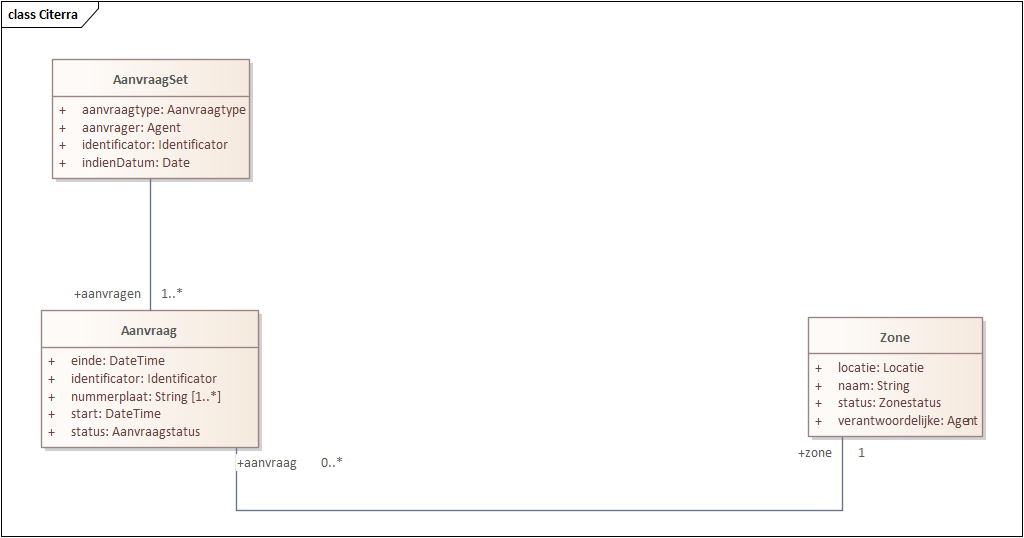 class Citerra
AanvraagSet
+ aanvraagtype: Aanvraagtype
+ aanvrager: Agent
+ identificator: Identificator
+ indienDatum: Date
+aanvragen 1..*
Aanvraag
+ einde: DateTime
+ identificator: Identificator
+ nummerplaat: String [1..*]
+ start: DateTime
+ status: Aanvraagstatus
Zone
+ locatie: Locatie
+ naam: String
+ status: Zonestatus
+ verantwoordelijke: Agent
+aanvraag 0..*
+zone 1